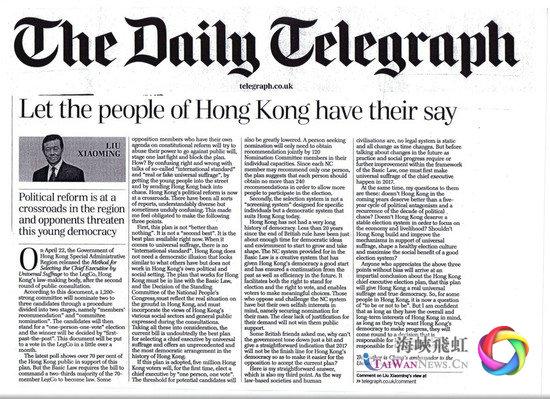 The Daily Telegraph
telegraph.co.uk
Let the people of Hong Kong have their say
LIU
XIAOMING
Political reform is at a
crossroads in the region
and opponents threaten
this young democracy
On April 22, the Government of
Hong Kong Special Administrative
Region released the Method for
Selecting the Chief Executive by
Universal Suffrage to the LegCo, Hong
Kong's law-making body, after the second
round of public consultation.
According to that document, a 1,200-
strong committee will nominate two to
three candidates through a procedure
divided into two stages, namely "members'
recommendation" and "committee
nomination". The candidates will then
stand for a "one-person-one-vote" election
and the winner will be decided by "first-
past-the-post". This document will be put
to a vote in the LegCo in a little over a
month.
The latest poll shows over 70 per cent of
the Hong Kong public in support of this
plan. But the Basic Law requires the bill to
command a two-thirds majority of the 70-
member LegCo to become law. Some
opposition members who have their own
agenda on constitutional reform will try to
abuse their power to go against public will,
stage one last fight and block the plan.
How? By confusing right and wrong with
talks of so-called "international standard"
and "real or fake universal suffrage," by
getting the young people into the street
and by sending Hong Kong back into
chaos. Hong Kong's political reform is now
at a crossroads. There have been all sorts
of reports, understandably diverse but
sometimes unduly confusing. This made
me feel obligated to make the following
three points.
First, this plan is not "better than
nothing". It is not a "second best". It is the
best plan available right now. When it
comes to universal suffrage, there is no
"international standard". Hong Kong does
not need a democratic illusion that looks
similar to what others have but does not
work in Hong Kong's own political and
social setting. The plan that works for Hong
Kong must be in line with the Basic Law
and the Decision of the Standing
Committee of the National People's
Congress, must reflect the real situation on
the ground in Hong Kong, and must
incorporate the views of Hong Kong's
various social sectors and general public
collected during the consultations.
Taking all these into consideration, the
current bill is undoubtedly the best plan
for selecting a chief executive by universal
suffrage and offers an unprecedented and
the most democratic arrangement in the
history of Hong Kong.
If this plan is adopted, five million Hong
Kong voters will, for the first time, elect a
chief executive by "one person, one vote".
The threshold for potential candidates will
also be greatly lowered. A person seeking
nomination will only need to obtain
recommendation jointly by 120
Nomination Committee members in their
individual capacities. Since each NC
member may recommend only one person,
the plan suggests that each person should
obtain no more than 240
recommendations in order to allow more
people to participate in the election.
Secondly, the selection system is not a
"screening system" designed for specific
individuals but a democratic system that
suits Hong Kong today.
Hong Kong has not had a very long
history of democracy. Less than 20 years
since the end of British rule have been just
about enough time for democratic ideas
and environment to start to grow and take
shape. The NC system provided for in the
Basic Law is a creative system that has
given Hong Kong's democracy a good start
and has ensured a continuation from the
past as well as efficiency in the future. It
facilitates both the right to stand for
election and the right to vote, and enables
voters to make meaningful choices. Those
who oppose and challenge the NC system
have but their own selfish interests in
mind, namely securing nomination for
their man. The clear lack of justification for
such demand will not win them public
support.
Some British friends asked me, why can't
the government tone down just a bit and
give a straightforward indication that 2017
will not be the finish line for Hong Kong's
democracy so as to make it easier for the
opposition to accept the current plan?
Here is my straightforward answer,
which is also my third point. As the way
law-based societies and human
civilisations are, no legal system is static
and all change as time changes. But before
talking about changes in the future as
practice and social progress require or
further improvement within the framework
of the Basic Law, one must first make
universal suffrage of the chief executive
happen in 2017.
At the same time, my questions to them
are these: doesn't Hong Kong in the
coming years deserve better than a five-
year cycle of political antagonism and a
recurrence of the decade of political
chaos? Doesn't Hong Kong deserve a
stable election system in order to focus on
the economy and livelihood? Shouldn't
Hong Kong build and improve the
mechanisms in support of universal
suffrage, shape a healthy election culture
and maximise the social benefit of a good
election system?
Anyone who appreciates the above three
points without bias will arrive at an
impartial conclusion about the Hong Kong
chief executive election plan, that this plan
will give Hong Kong a real universal
suffrage and true democracy. So, for some
people in Hong Kong, it is now a question
of "to be or not to be". But I am confident
that as long as they have the overall and
long-term interests of Hong Kong in mind,
as long as they truly want Hong Kong's
democracy to make progress, they will
come round to a
responsible for
responsible for
ambassador to the
Comment on Liu Xiaoming's view at
telegraph.co.uk/comment
海峡飛虹
TAIWANNEWS.CN